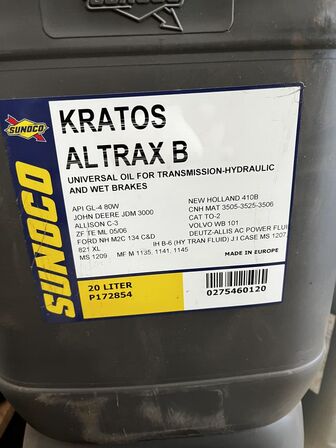 SUNOCO
KRATOS
ALTRAX B
UNIVERSAL OIL FOR TRANSMISSION-HYDRAULIC
AND WET BRAKES
API GL-4 80W
JOHN DEERE JDM 3000
ALLISON C-3
ZF TE ML 05/06
FORD NH M2C 134 C&D
821 XL
MS 1209 MF M 1135, 1141, 1145
NEW HOLLAND 410B
CNH MAT 3505-3525-3506
CAT TO-2
VOLVO WB 101
DEUTZ-ALLIS AC POWER FLUI
IH B-6 (HY TRAN FLUID) J I CASE MS 1207
MADE IN EUROPE
SUNOCO
20 LITER
P172854
0275460120